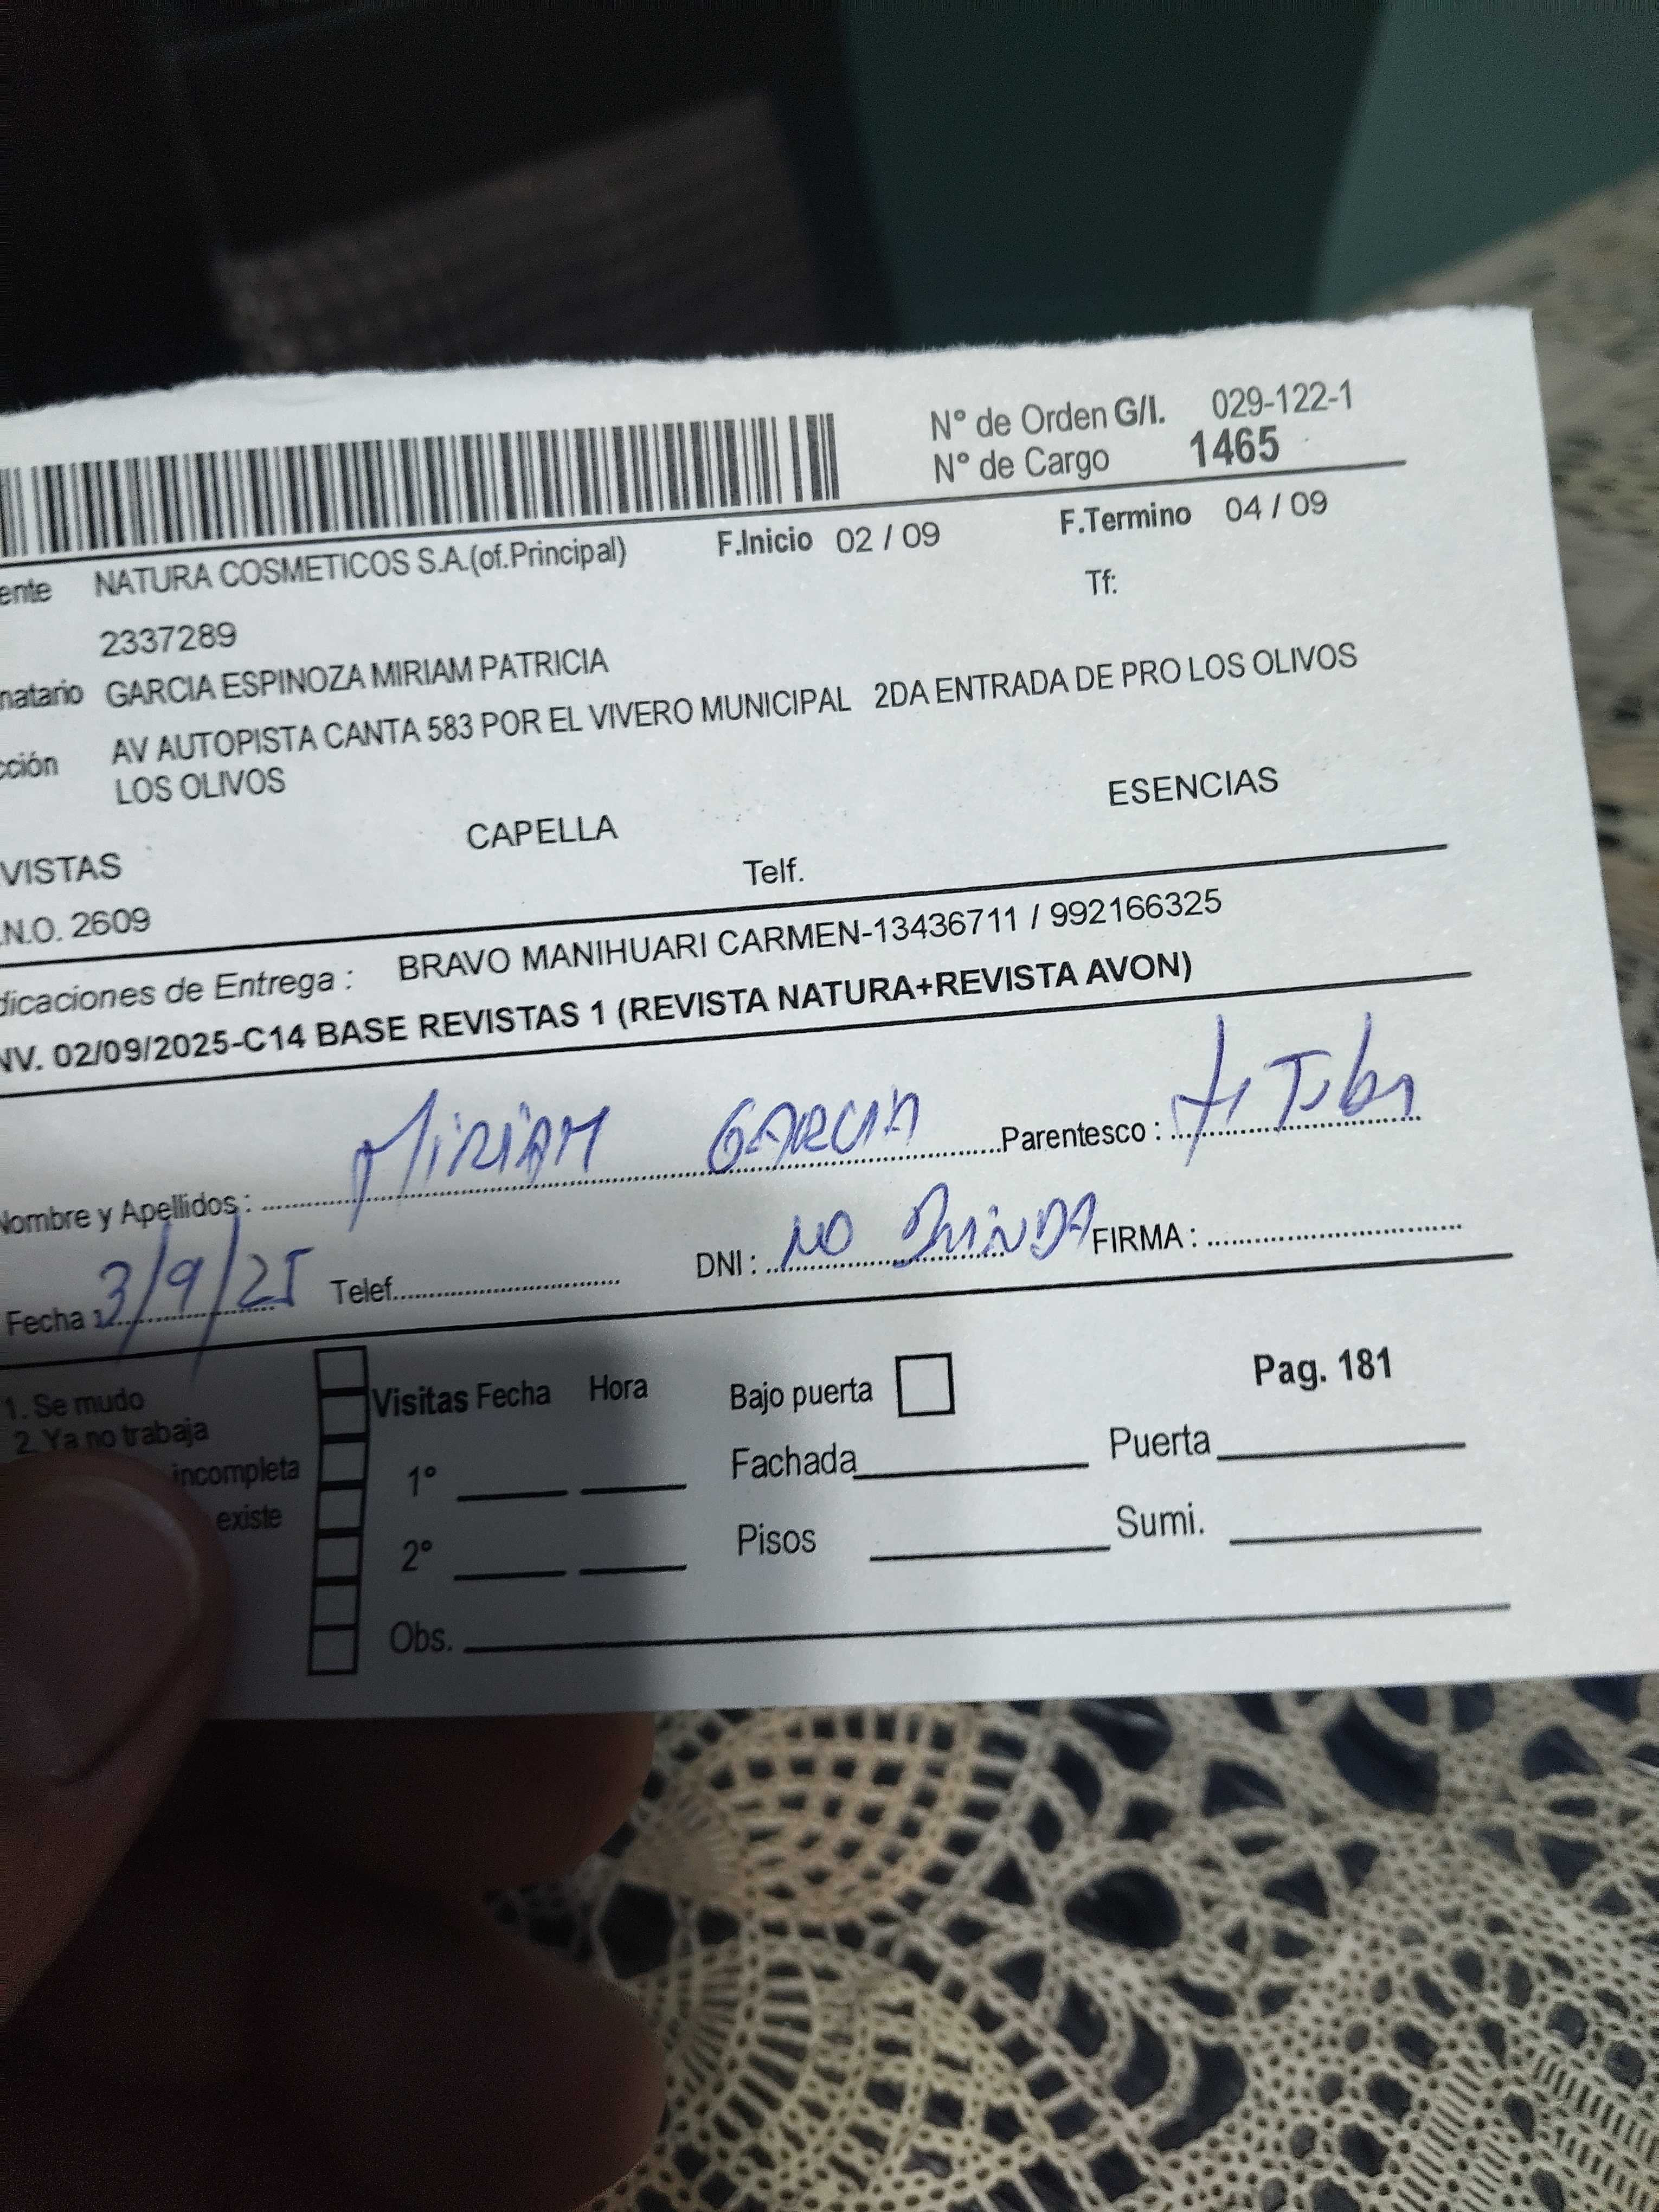 N° de Orden G/I. 029-122-1
N° de Cargo 1465
ente NATURA COSMETICOS S.A.(of.Principal) F.Inicio 02 / 09 F.Termino 04 / 09
2337289 Tf:
natario GARCIA ESPINOZA MIRIAM PATRICIA
cción AV AUTOPISTA CANTA 583 POR EL VIVERO MUNICIPAL 2DA ENTRADA DE PRO LOS OLIVOS
LOS OLIVOS
VISTAS CAPELLA ESENCIAS
.N.O. 2609 Telf.
dicaciones de Entrega : BRAVO MANIHUARI CARMEN-13436711 / 992166325
NV. 02/09/2025-C14 BASE REVISTAS 1 (REVISTA NATURA+REVISTA AVON)
Nombre y Apellidos : MIRIAM GARCIA Parentesco :
Fecha : 3/9/25 Telef. DNI : NO BRINDA FIRMA :
1. Se mudo Visitas Fecha Hora Bajo puerta Pag. 181
2. Ya no trabaja
incompleta 1° Fachada Puerta
existe 2° Pisos Sumi.
Obs.